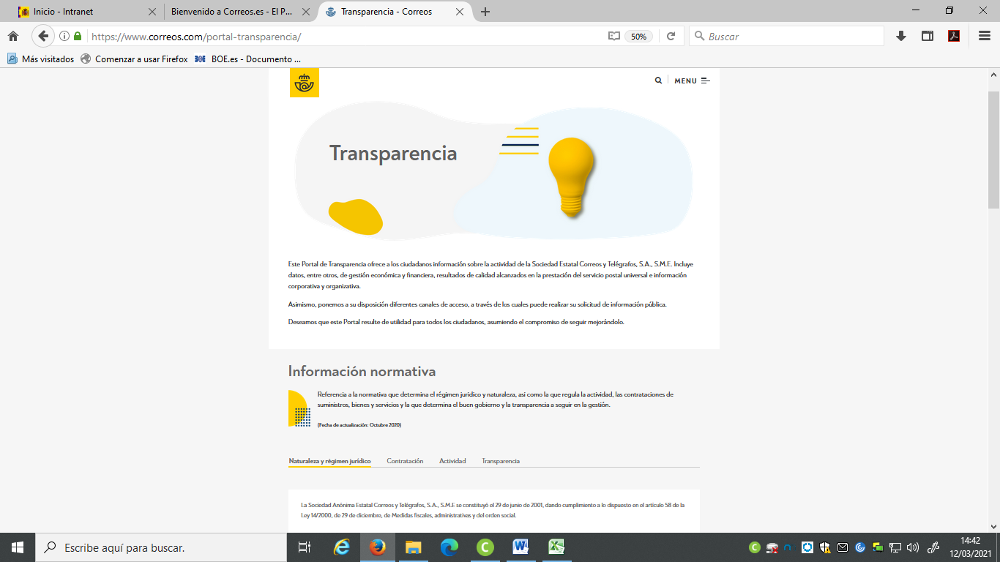 Inicio - Intranet
Bienvenido a Correos.es - El P...
Transparencia - Correos
https://www.correos.com/portal-transparencia/
50%
Buscar
Más visitados
Comenzar a usar Firefox
BOE.es - Documento ...
MENU
Transparencia
Este Portal de Transparencia ofrece a los ciudadanos información sobre la actividad de la Sociedad Estatal Correos y Telégrafos, S.A., S.M.E. Incluye
datos, entre otros, de gestión económica y financiera, resultados de calidad alcanzados en la prestación del servicio postal universal e información
corporativa y organizativa.
Asimismo, ponemos a su disposición diferentes canales de acceso, a través de los cuales puede realizar su solicitud de información pública.
Deseamos que este Portal resulte de utilidad para todos los ciudadanos, asumiendo el compromiso de seguir mejorándolo.
Información normativa
Referencia a la normativa que determina el régimen jurídico y naturaleza, así como la que regula la actividad, las contrataciones de
suministros, bienes y servicios y la que determina el buen gobierno y la transparencia a seguir en la gestión.
(Fecha de actualización: Octubre 2020)
Naturaleza y régimen jurídico
Contratación
Actividad
Transparencia
La Sociedad Anónima Estatal Correos y Telégrafos, S.A., S.M.E se constituyó el 29 de junio de 2001, dando cumplimiento a lo dispuesto en el artículo 58 de la
Ley 14/2000, de 29 de diciembre, de Medidas fiscales, administrativas y del orden social.
Escribe aquí para buscar.
14:42
12/03/2021